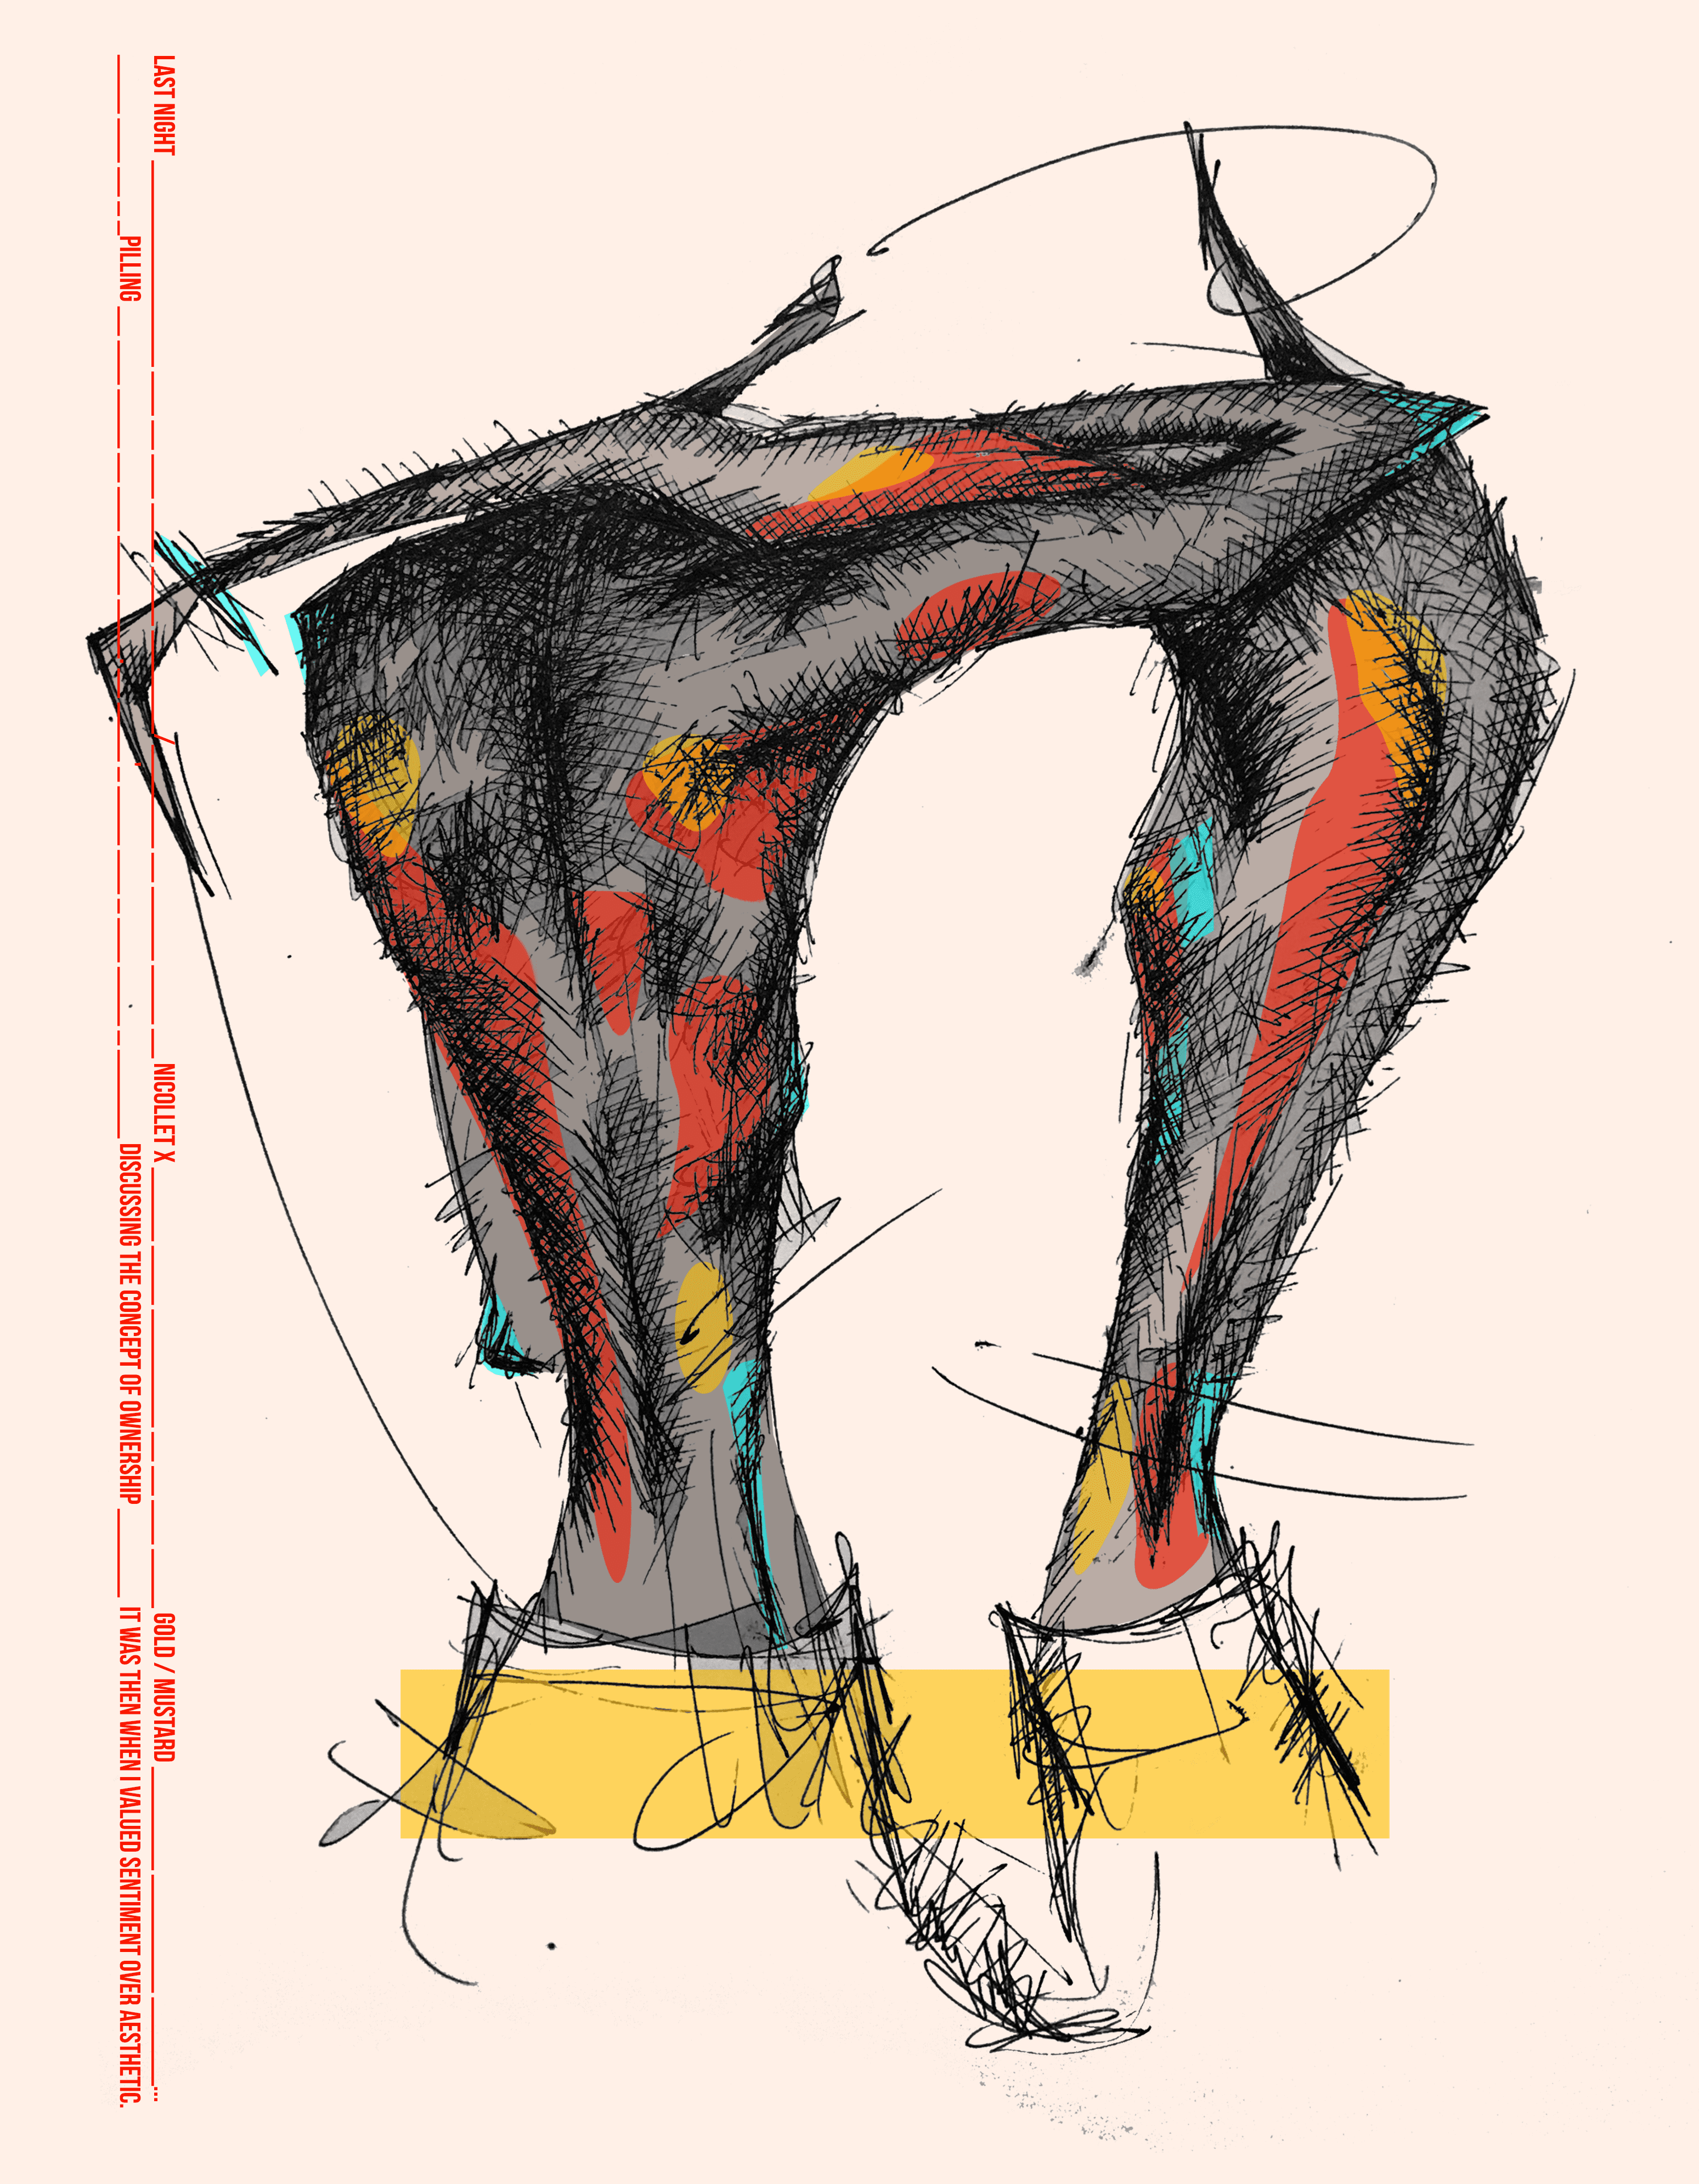 LAST NIGHT / NICOLLET X GOLD / MUSTARD ...
PILLING DISCUSSING THE CONCEPT OF OWNERSHIP IT WAS THEN WHEN I VALUED SENTIMENT OVER AESTHETIC.